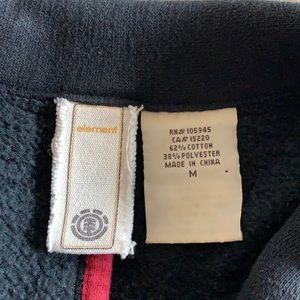 element
RN# 105945
CA# 15220
62% COTTON
38% POLYESTER
MADE IN CHINA
M